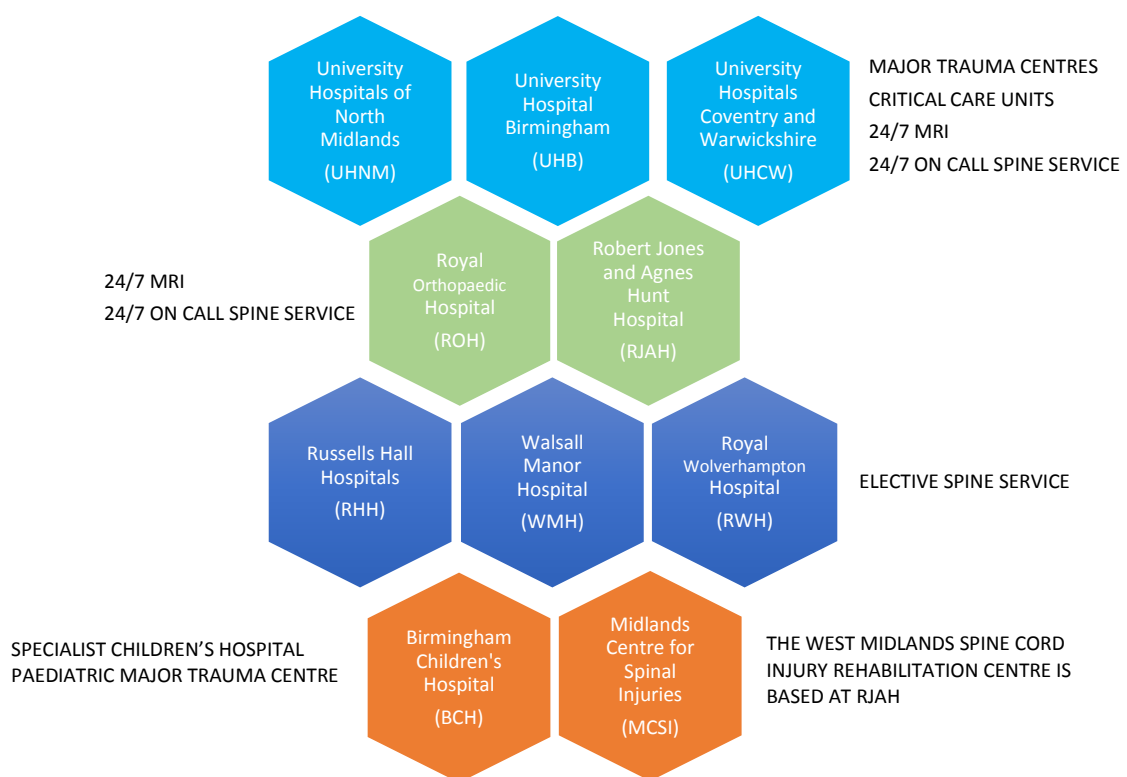 University
Hospitals of
North
Midlands
(UHNM)
University
Hospital
Birmingham
(UHB)
University
Hospitals
Coventry and
Warwickshire
(UHCW)
MAJOR TRAUMA CENTRES
CRITICAL CARE UNITS
24/7 MRI
24/7 ON CALL SPINE SERVICE
24/7 MRI
24/7 ON CALL SPINE SERVICE
Royal
Orthopaedic
Hospital
(ROH)
Robert Jones
and Agnes
Hunt
Hospital
(RJAH)
Russells Hall
Hospitals
(RHH)
Walsall
Manor
Hospital
(WMH)
Royal
Wolverhampton
Hospital
(RWH)
ELECTIVE SPINE SERVICE
SPECIALIST CHILDREN’S HOSPITAL
PAEDIATRIC MAJOR TRAUMA CENTRE
Birmingham
Children's
Hospital
(BCH)
Midlands
Centre for
Spinal
Injuries
(MCSI)
THE WEST MIDLANDS SPINE CORD
INJURY REHABILITATION CENTRE IS
BASED AT RJAH